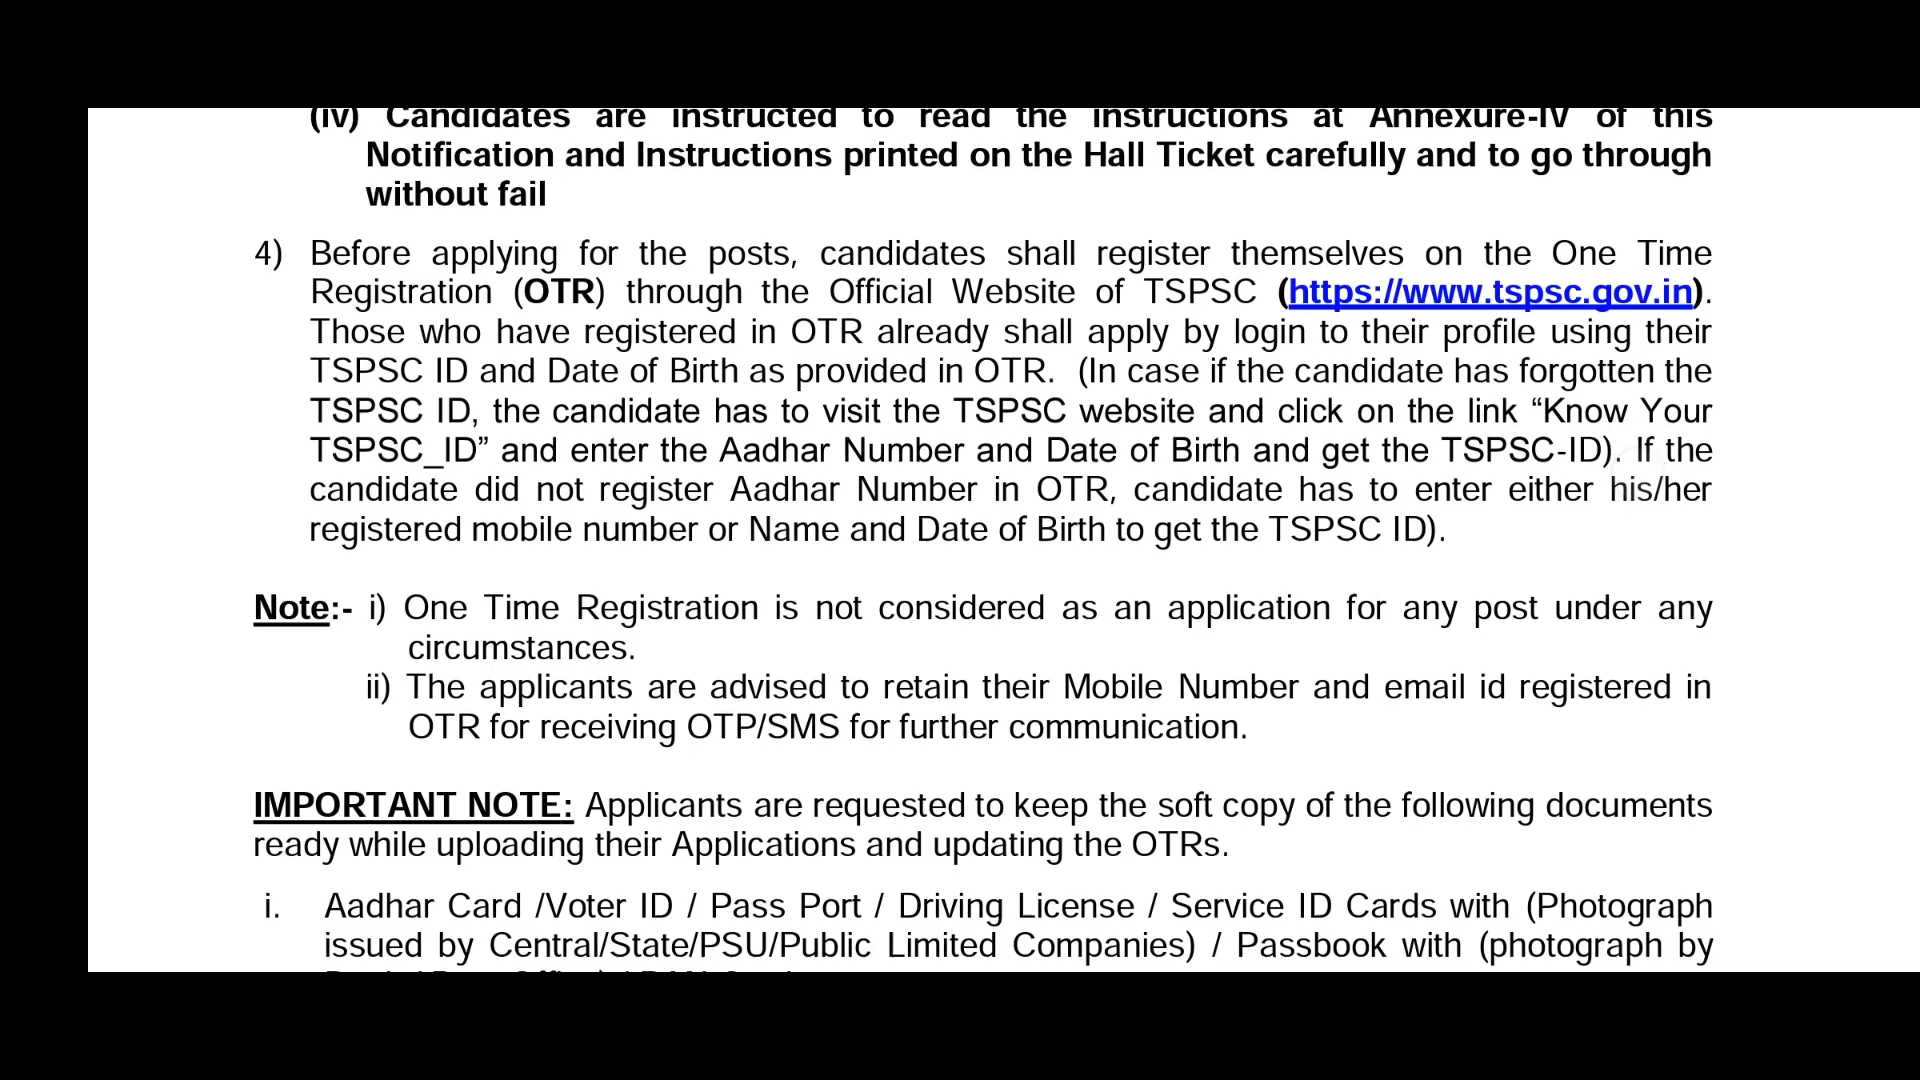 (iv) Candidates are instructed to read the instructions at Annexure-IV of this
Notification and Instructions printed on the Hall Ticket carefully and to go through
without fail
4) Before applying for the posts, candidates shall register themselves on the One Time
Registration (OTR) through the Official Website of TSPSC (https://www.tspsc.gov.in).
Those who have registered in OTR already shall apply by login to their profile using their
TSPSC ID and Date of Birth as provided in OTR. (In case if the candidate has forgotten the
TSPSC ID, the candidate has to visit the TSPSC website and click on the link “Know Your
TSPSC_ID” and enter the Aadhar Number and Date of Birth and get the TSPSC-ID). If the
candidate did not register Aadhar Number in OTR, candidate has to enter either his/her
registered mobile number or Name and Date of Birth to get the TSPSC ID).
Note:- i) One Time Registration is not considered as an application for any post under any
circumstances.
ii) The applicants are advised to retain their Mobile Number and email id registered in
OTR for receiving OTP/SMS for further communication.
IMPORTANT NOTE: Applicants are requested to keep the soft copy of the following documents
ready while uploading their Applications and updating the OTRs.
i. Aadhar Card /Voter ID / Pass Port / Driving License / Service ID Cards with (Photograph
issued by Central/State/PSU/Public Limited Companies) / Passbook with (photograph by